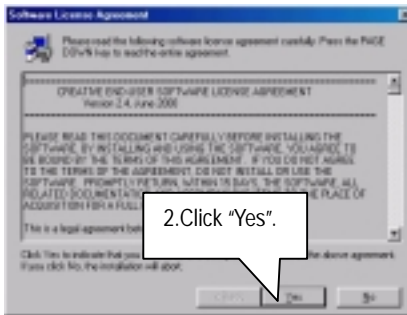 Software License Agreement
Please read the following software license agreement carefully. Press the PAGE
DOWN key to read the entire agreement.
CREATIVE END-USER SOFTWARE LICENSE AGREEMENT
Version 2.4, June 2000
PLEASE READ THIS DOCUMENT CAREFULLY BEFORE INSTALLING THE
SOFTWARE. BY INSTALLING AND USING THE SOFTWARE, YOU AGREE TO
BE BOUND BY THE TERMS OF THIS AGREEMENT. IF YOU DO NOT AGREE
TO THE TERMS OF THE AGREEMENT, DO NOT INSTALL OR USE THE
SOFTWARE. PROMPTLY RETURN, WITHIN 15 DAYS, THE SOFTWARE, ALL
RELATED THE PLACE OF
ACQUISITION FOR A FULL
This is a legal agreement
2.Click “Yes”.
Click Yes to indicate that you the above agreement.
If you click No, the installation will abort.
Yes
No